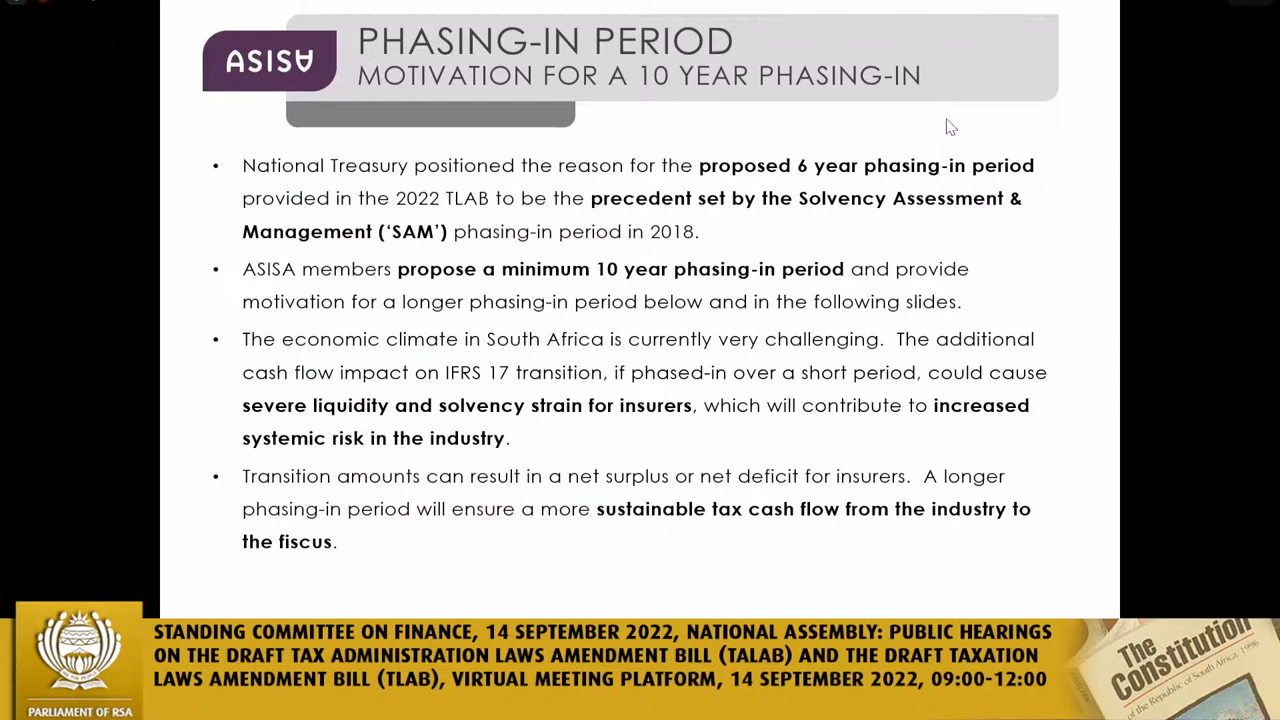 ASISA
PHASING-IN PERIOD
MOTIVATION FOR A 10 YEAR PHASING-IN
• National Treasury positioned the reason for the proposed 6 year phasing-in period
provided in the 2022 TLAB to be the precedent set by the Solvency Assessment &
Management (‘SAM’) phasing-in period in 2018.
• ASISA members propose a minimum 10 year phasing-in period and provide
motivation for a longer phasing-in period below and in the following slides.
• The economic climate in South Africa is currently very challenging. The additional
cash flow impact on IFRS 17 transition, if phased-in over a short period, could cause
severe liquidity and solvency strain for insurers, which will contribute to increased
systemic risk in the industry.
• Transition amounts can result in a net surplus or net deficit for insurers. A longer
phasing-in period will ensure a more sustainable tax cash flow from the industry to
the fiscus.
STANDING COMMITTEE ON FINANCE, 14 SEPTEMBER 2022, NATIONAL ASSEMBLY: PUBLIC HEARINGS
ON THE DRAFT TAX ADMINISTRATION LAWS AMENDMENT BILL (TALAB) AND THE DRAFT TAXATION
LAWS AMENDMENT BILL (TLAB), VIRTUAL MEETING PLATFORM, 14 SEPTEMBER 2022, 09:00-12:00
PARLIAMENT OF RSA
The
Constitution
of the Republic of South Africa, 1996